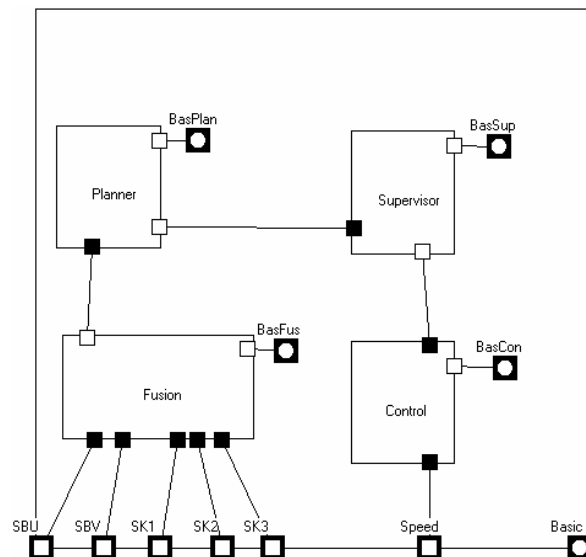 BasPlan
BasSup
Planner
Supervisor
BasFus
BasCon
Fusion
Control
SBU
SBV
SK1
SK2
SK3
Speed
Basic